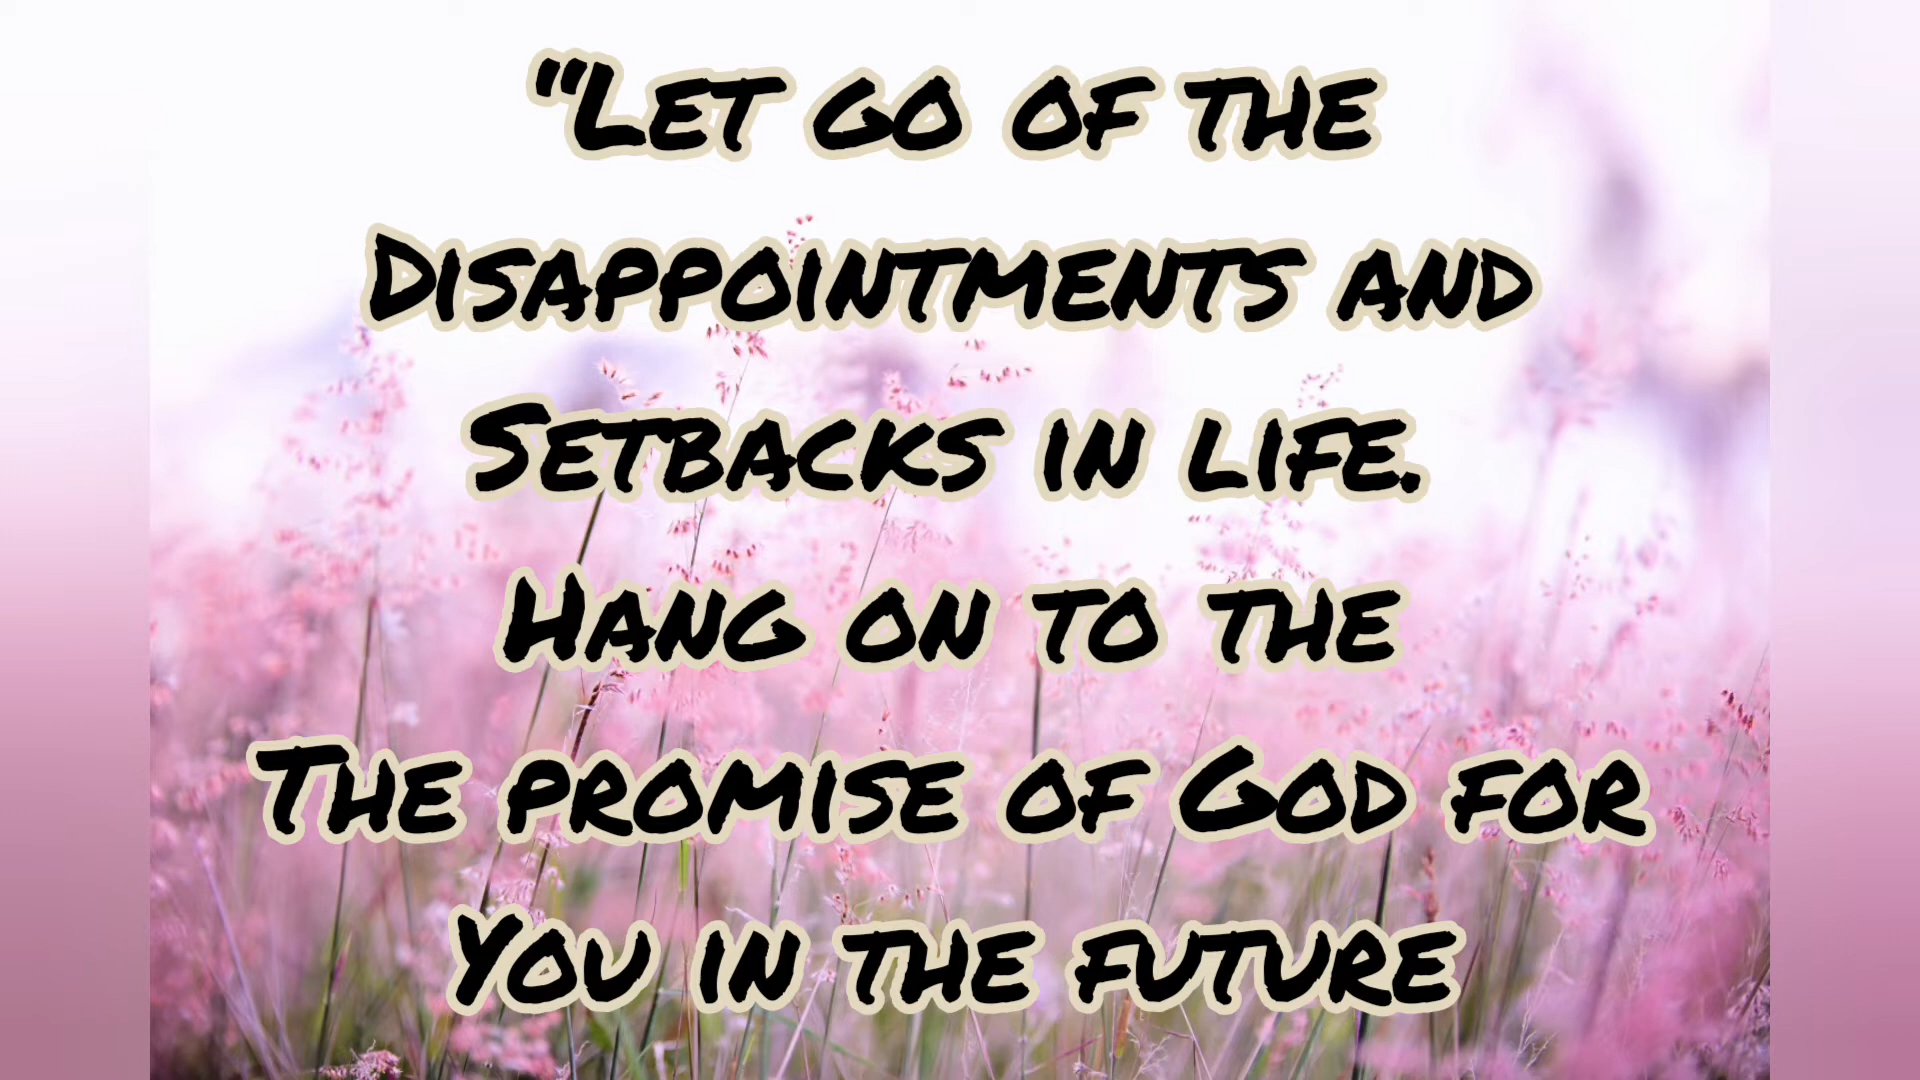 “Let go of the
Disappointments and
Setbacks in life.
Hang on to the
The promise of God for
You in the future